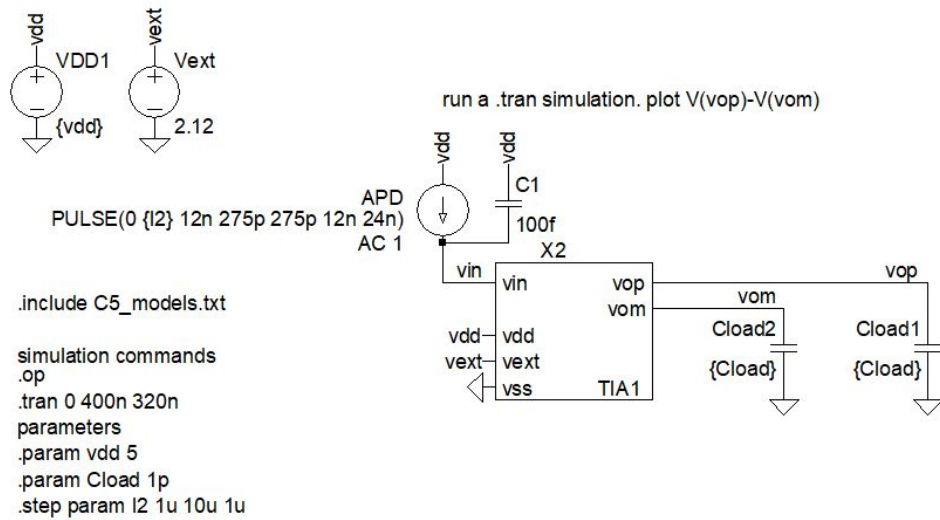 vdd
vext
VDD1
Vext
{vdd}
2.12
run a .tran simulation. plot V(vop)-V(vom)
vdd
vdd
APD
C1
PULSE(0 {I2} 12n 275p 275p 12n 24n)
AC 1
100f
X2
vin
vin
vop
vop
vom
vom
.include C5_models.txt
vdd
vdd
vext
vext
vss
TIA1
Cload2
{Cload}
Cload1
{Cload}
simulation commands
.op
.tran 0 400n 320n
parameters
.param vdd 5
.param Cload 1p
.step param I2 1u 10u 1u